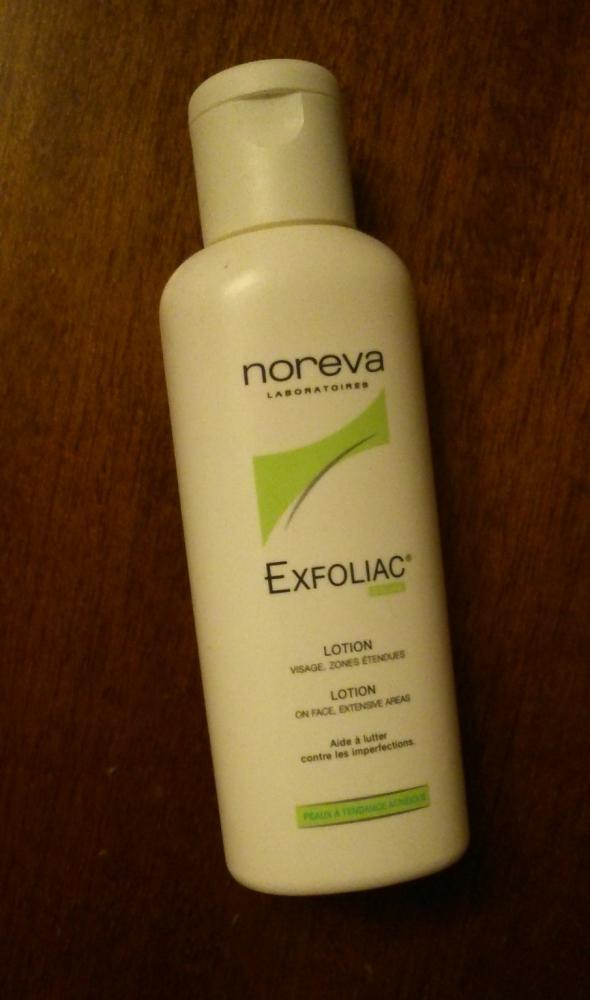 noreva
LABORATOIRES
EXFOLIAC®
LOTION
VISAGE, ZONES ÉTENDUES
LOTION
ON FACE, EXTENSIVE AREAS
Aide à lutter
contre les imperfections.
PEAUX À TENDANCE ACNÉIQUE